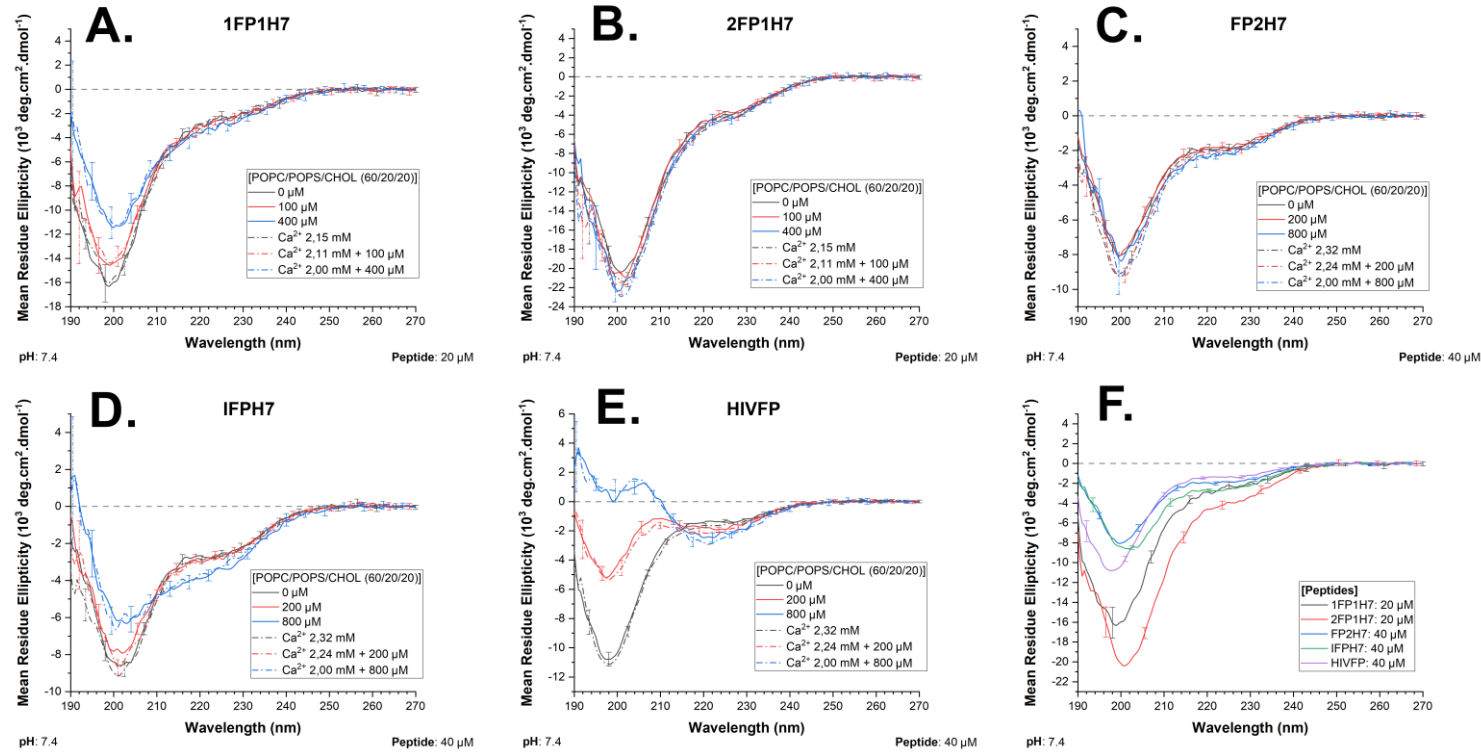 A.
1FP1H7
Mean Residue Ellipticity (10³ deg.cm².dmol⁻¹)
4
2
0
-2
-4
-6
-8
-10
-12
-14
-16
-18
[POPC/POPS/CHOL (60/20/20)]
0 µM
100 µM
400 µM
Ca²⁺ 2,15 mM
Ca²⁺ 2,11 mM + 100 µM
Ca²⁺ 2,00 mM + 400 µM
190 200 210 220 230 240 250 260 270
Wavelength (nm)
pH: 7.4
Peptide: 20 µM
B.
2FP1H7
Mean Residue Ellipticity (10³ deg.cm².dmol⁻¹)
4
2
0
-2
-4
-6
-8
-10
-12
-14
-16
-18
-20
-22
-24
[POPC/POPS/CHOL (60/20/20)]
0 µM
100 µM
400 µM
Ca²⁺ 2,15 mM
Ca²⁺ 2,11 mM + 100 µM
Ca²⁺ 2,00 mM + 400 µM
190 200 210 220 230 240 250 260 270
Wavelength (nm)
pH: 7.4
Peptide: 20 µM
C.
FP2H7
Mean Residue Ellipticity (10³ deg.cm².dmol⁻¹)
4
2
0
-2
-4
-6
-8
-10
[POPC/POPS/CHOL (60/20/20)]
0 µM
200 µM
800 µM
Ca²⁺ 2,32 mM
Ca²⁺ 2,24 mM + 200 µM
Ca²⁺ 2,00 mM + 800 µM
190 200 210 220 230 240 250 260 270
Wavelength (nm)
pH: 7.4
Peptide: 40 µM
D.
IFPH7
Mean Residue Ellipticity (10³ deg.cm².dmol⁻¹)
4
2
0
-2
-4
-6
-8
-10
[POPC/POPS/CHOL (60/20/20)]
0 µM
200 µM
800 µM
Ca²⁺ 2,32 mM
Ca²⁺ 2,24 mM + 200 µM
Ca²⁺ 2,00 mM + 800 µM
190 200 210 220 230 240 250 260 270
Wavelength (nm)
pH: 7.4
Peptide: 40 µM
E.
HIVFP
Mean Residue Ellipticity (10³ deg.cm².dmol⁻¹)
6
4
2
0
-2
-4
-6
-8
-10
-12
[POPC/POPS/CHOL (60/20/20)]
0 µM
200 µM
800 µM
Ca²⁺ 2,32 mM
Ca²⁺ 2,24 mM + 200 µM
Ca²⁺ 2,00 mM + 800 µM
190 200 210 220 230 240 250 260 270
Wavelength (nm)
pH: 7.4
Peptide: 40 µM
F.
Mean Residue Ellipticity (10³ deg.cm².dmol⁻¹)
4
2
0
-2
-4
-6
-8
-10
-12
-14
-16
-18
-20
-22
[Peptides]
1FP1H7: 20 µM
2FP1H7: 20 µM
FP2H7: 40 µM
IFPH7: 40 µM
HIVFP: 40 µM
190 200 210 220 230 240 250 260 270
Wavelength (nm)
pH: 7.4